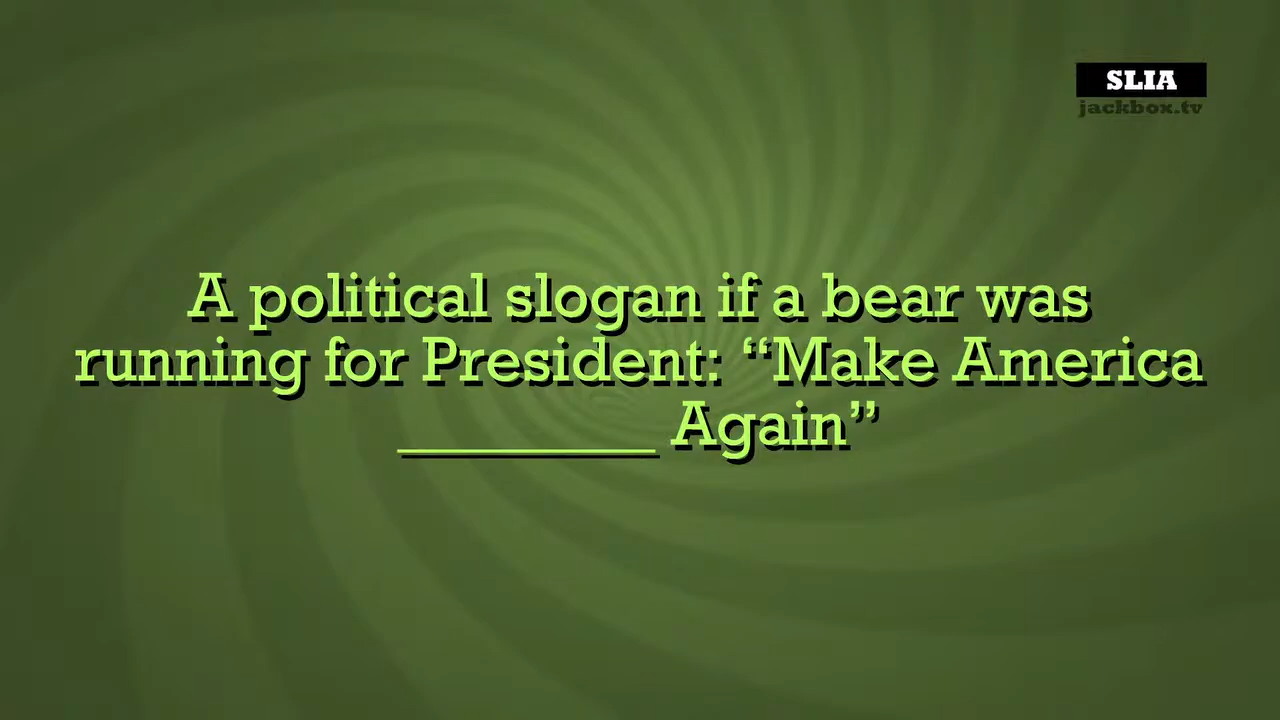 SLIA
jackbox.tv
A political slogan if a bear was
running for President: “Make America
_________ Again”